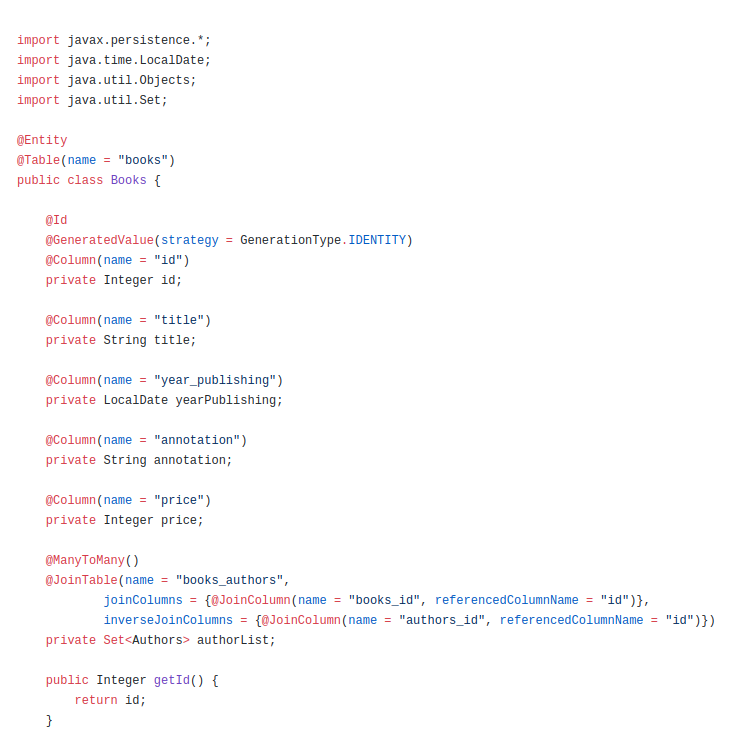 import javax.persistence.*;
import java.time.LocalDate;
import java.util.Objects;
import java.util.Set;

@Entity
@Table(name = "books")
public class Books {

    @Id
    @GeneratedValue(strategy = GenerationType.IDENTITY)
    @Column(name = "id")
    private Integer id;

    @Column(name = "title")
    private String title;

    @Column(name = "year_publishing")
    private LocalDate yearPublishing;

    @Column(name = "annotation")
    private String annotation;

    @Column(name = "price")
    private Integer price;

    @ManyToMany()
    @JoinTable(name = "books_authors",
            joinColumns = {@JoinColumn(name = "books_id", referencedColumnName = "id")},
            inverseJoinColumns = {@JoinColumn(name = "authors_id", referencedColumnName = "id")})
    private Set<Authors> authorList;

    public Integer getId() {
        return id;
    }